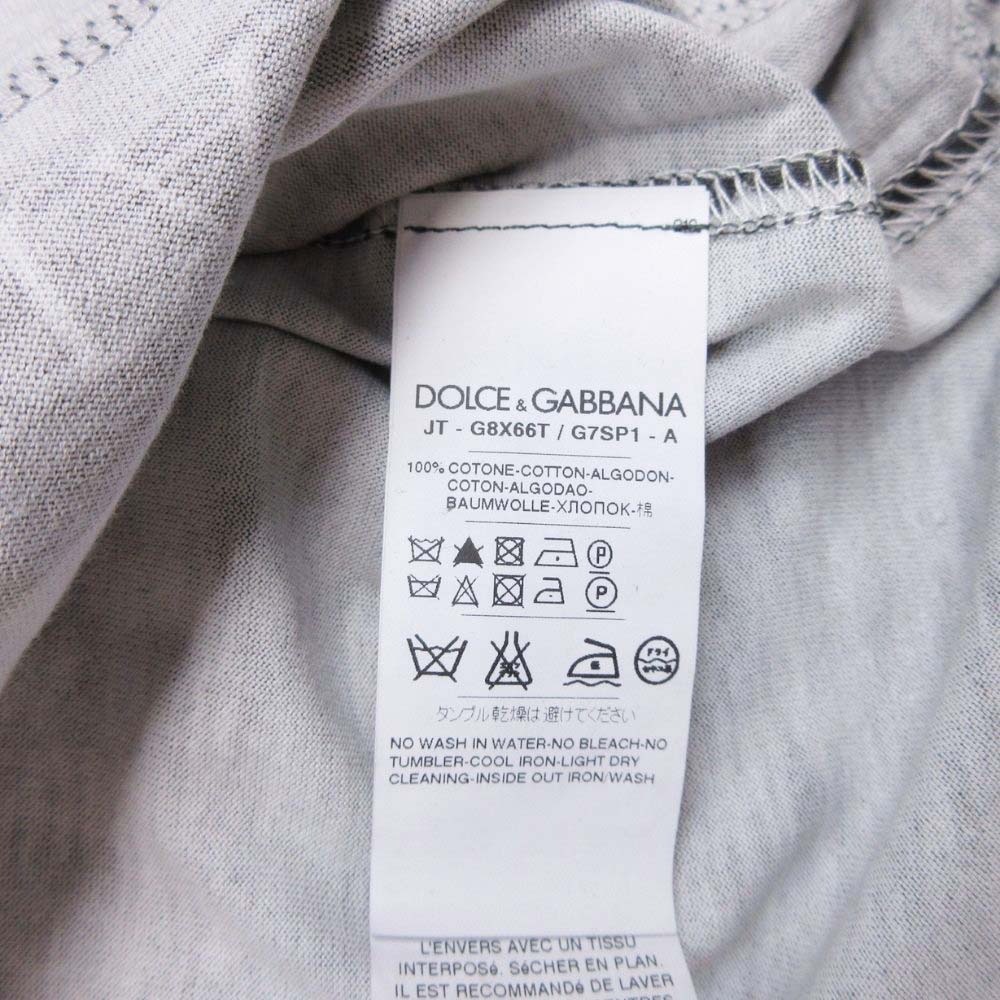 DOLCE & GABBANA
JT - G8X66T / G7SP1 - A
100% COTONE-COTTON-ALGODON-
COTON-ALGODAO-
BAUMWOLLE-ХЛОПОК-棉
P
P
ドライ
タンブル乾燥は避けてください
NO WASH IN WATER-NO BLEACH-NO
TUMBLER-COOL IRON-LIGHT DRY
CLEANING-INSIDE OUT IRON/WASH
L'ENVERS AVEC UN TISSU
INTERPOSé. SéCHER EN PLAN.
IL EST RECOMMANDé DE LAVER